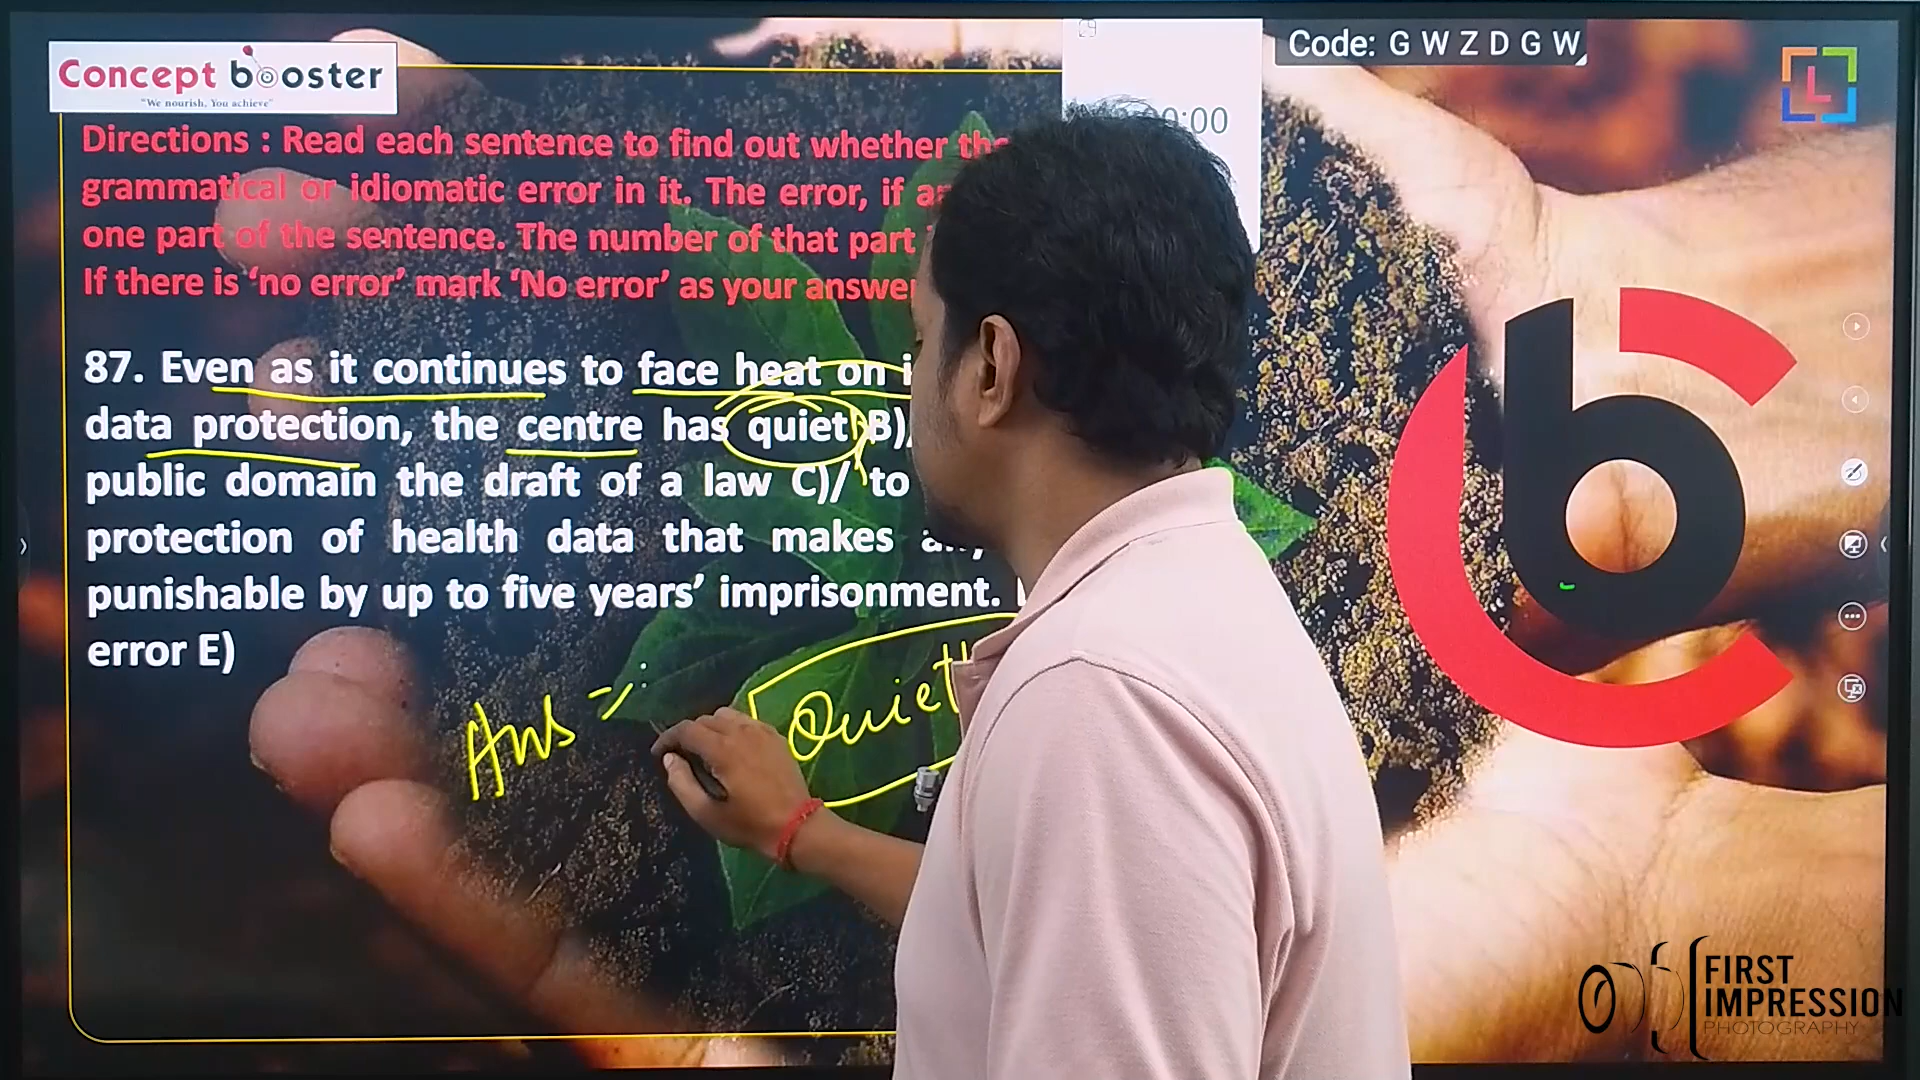 Concept booster
"We nourish, You achieve"
Code: G W Z D G W
00:00
Directions : Read each sentence to find out whether the
grammatical or idiomatic error in it. The error, if
one part of the sentence. The number of that part
If there is ‘no error’ mark ‘No error’ as your answer
87. Even as it continues to face heat on
data protection, the centre has quiet B)/
public domain the draft of a law C)/ to
protection of health data that makes any
punishable by up to five years’ imprisonment.
error E)
Ans =
Quiet
FIRST
IMPRESSION
PHOTOGRAPHY